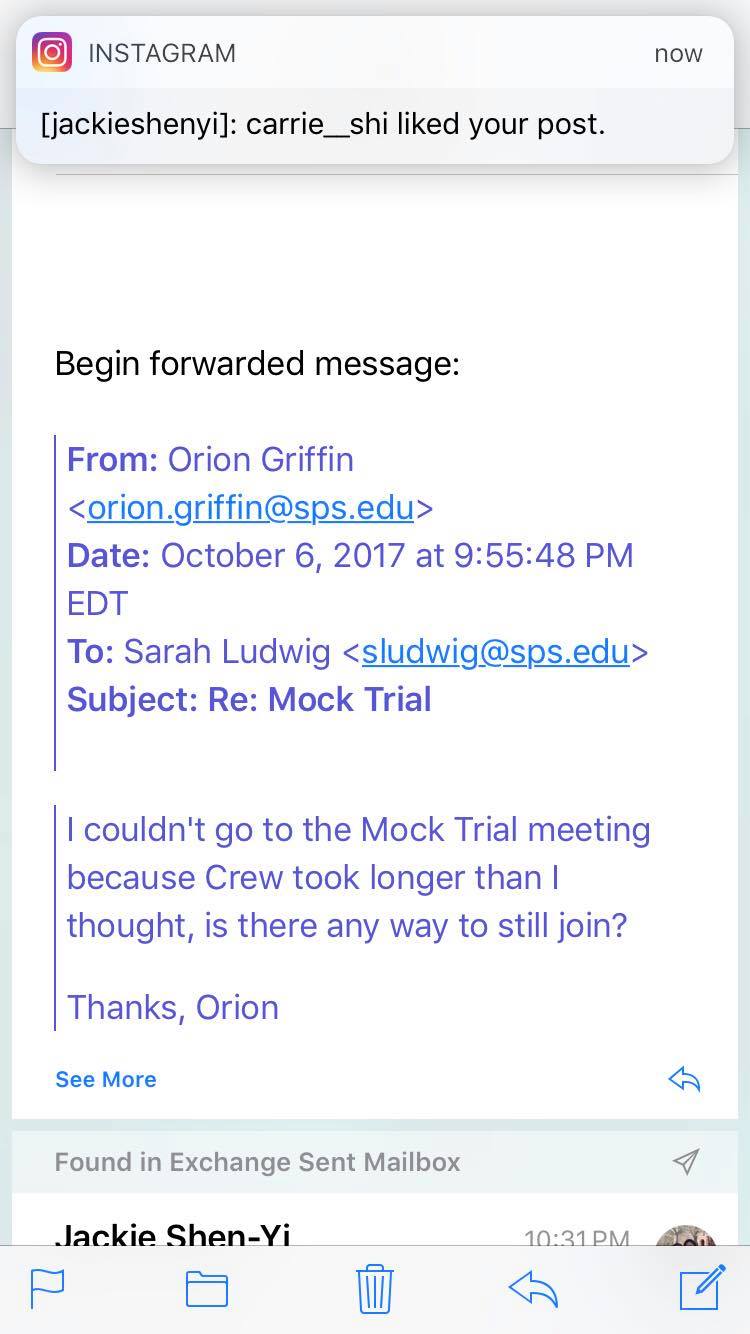 INSTAGRAM now
[jackieshenyi]: carrie__shi liked your post.
Begin forwarded message:
From: Orion Griffin
<orion.griffin@sps.edu>
Date: October 6, 2017 at 9:55:48 PM
EDT
To: Sarah Ludwig <sludwig@sps.edu>
Subject: Re: Mock Trial
I couldn't go to the Mock Trial meeting
because Crew took longer than I
thought, is there any way to still join?
Thanks, Orion
See More
Found in Exchange Sent Mailbox
Jackie Shen-Yi 10:31 PM